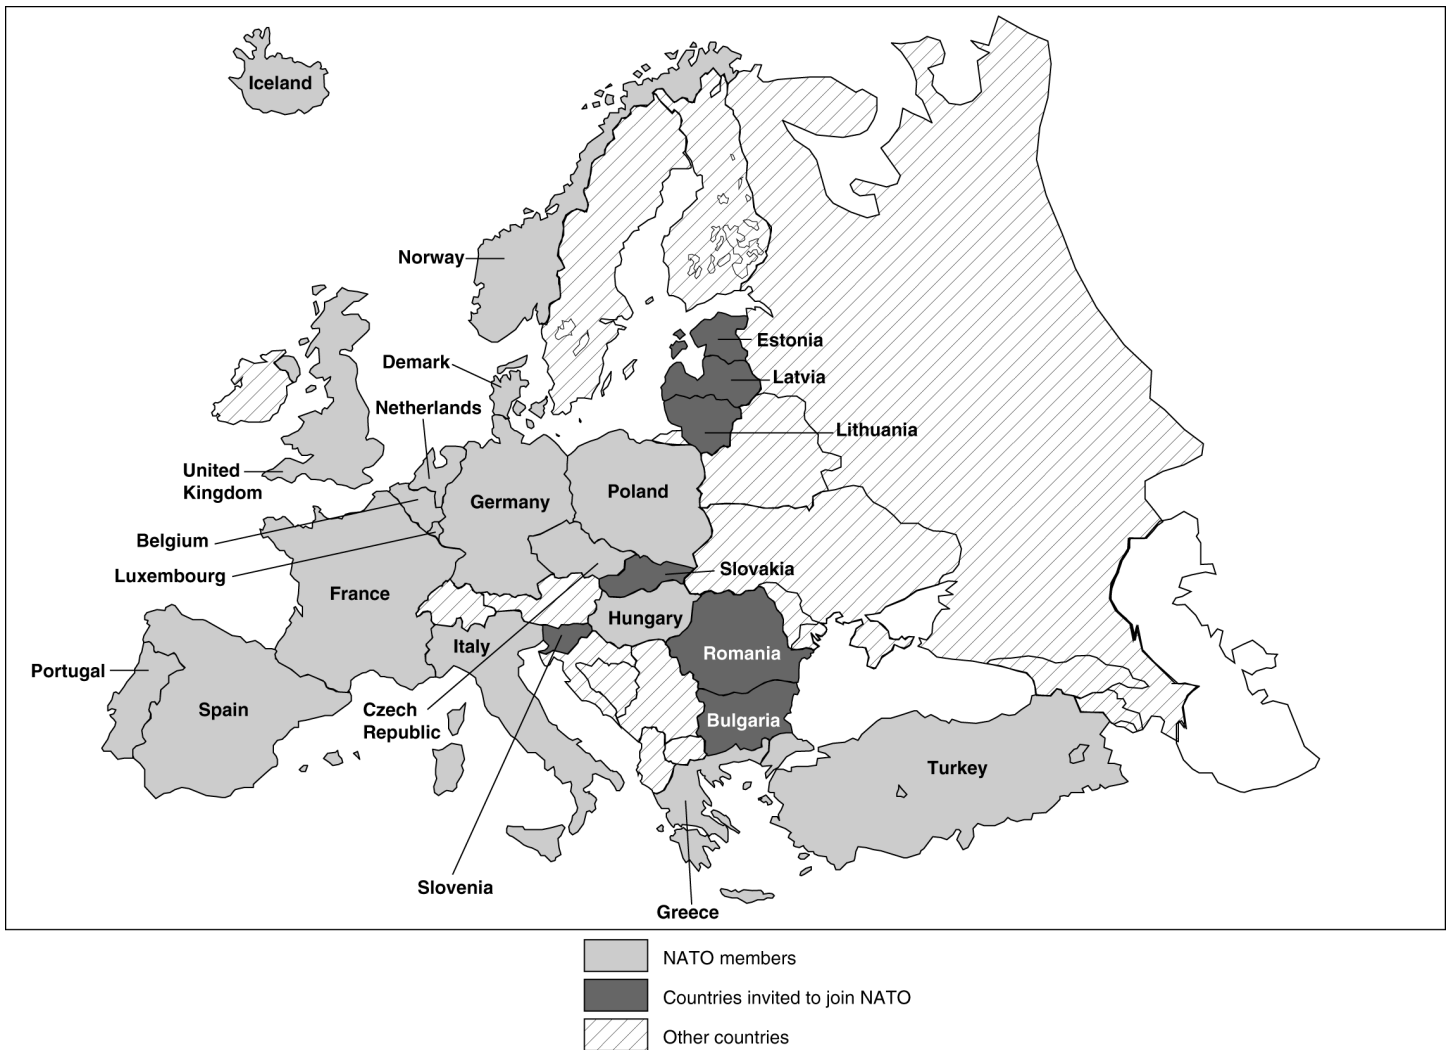 Iceland
Norway
Estonia
Demark
Latvia
Netherlands
Lithuania
United
Kingdom
Germany
Poland
Belgium
Luxembourg
Slovakia
France
Hungary
Italy
Romania
Portugal
Spain
Czech
Republic
Bulgaria
Turkey
Slovenia
Greece
NATO members
Countries invited to join NATO
Other countries